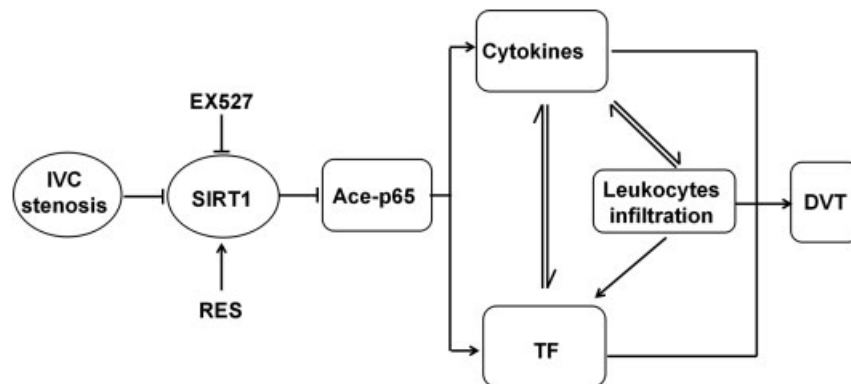 Cytokines
EX527
IVC
stenosis
SIRT1
Ace-p65
Leukocytes
infiltration
DVT
RES
TF